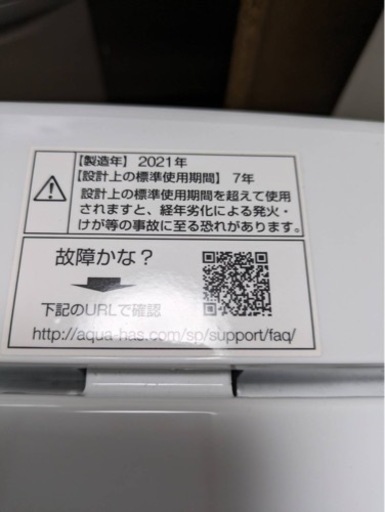 【製造年】2021年
【設計上の標準使用期間】7年
設計上の標準使用期間を超えて使用
されますと、経年劣化による発火・
けが等の事故に至る恐れがあります。
故障かな？
下記のURLで確認
http://aqua-has.com/sp/support/faq/